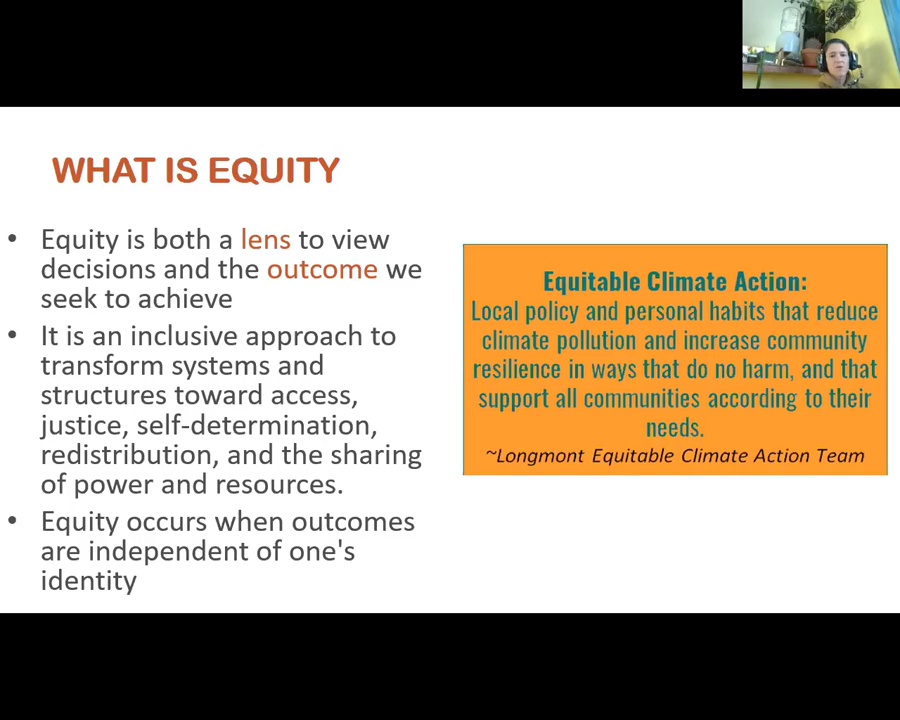 WHAT IS EQUITY
• Equity is both a lens to view
decisions and the outcome we
seek to achieve
• It is an inclusive approach to
transform systems and
structures toward access,
justice, self-determination,
redistribution, and the sharing
of power and resources.
• Equity occurs when outcomes
are independent of one's
identity
Equitable Climate Action:
Local policy and personal habits that reduce
climate pollution and increase community
resilience in ways that do no harm, and that
support all communities according to their
needs.
~Longmont Equitable Climate Action Team